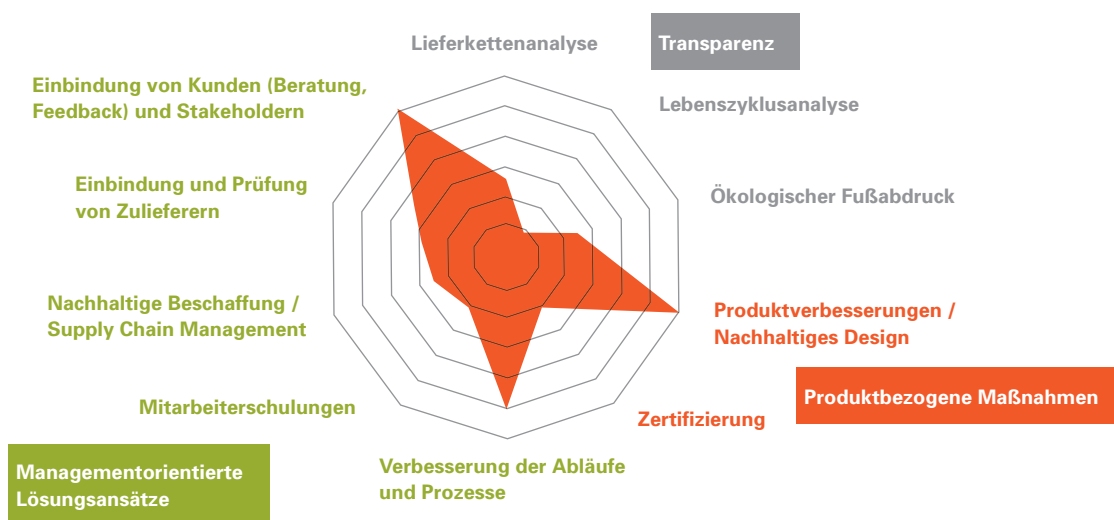 Lieferkettenanalyse
Transparenz
Einbindung von Kunden (Beratung,
Feedback) und Stakeholdern
Lebenszyklusanalyse
Einbindung und Prüfung
von Zulieferern
Ökologischer Fußabdruck
Nachhaltige Beschaffung /
Supply Chain Management
Produktverbesserungen /
Nachhaltiges Design
Mitarbeiterschulungen
Produktbezogene Maßnahmen
Zertifizierung
Managementorientierte
Lösungsansätze
Verbesserung der Abläufe
und Prozesse